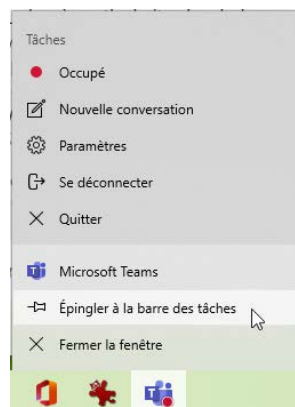 Tâches
Occupé
Nouvelle conversation
Paramètres
Se déconnecter
Quitter
Microsoft Teams
Épingler à la barre des tâches
Fermer la fenêtre